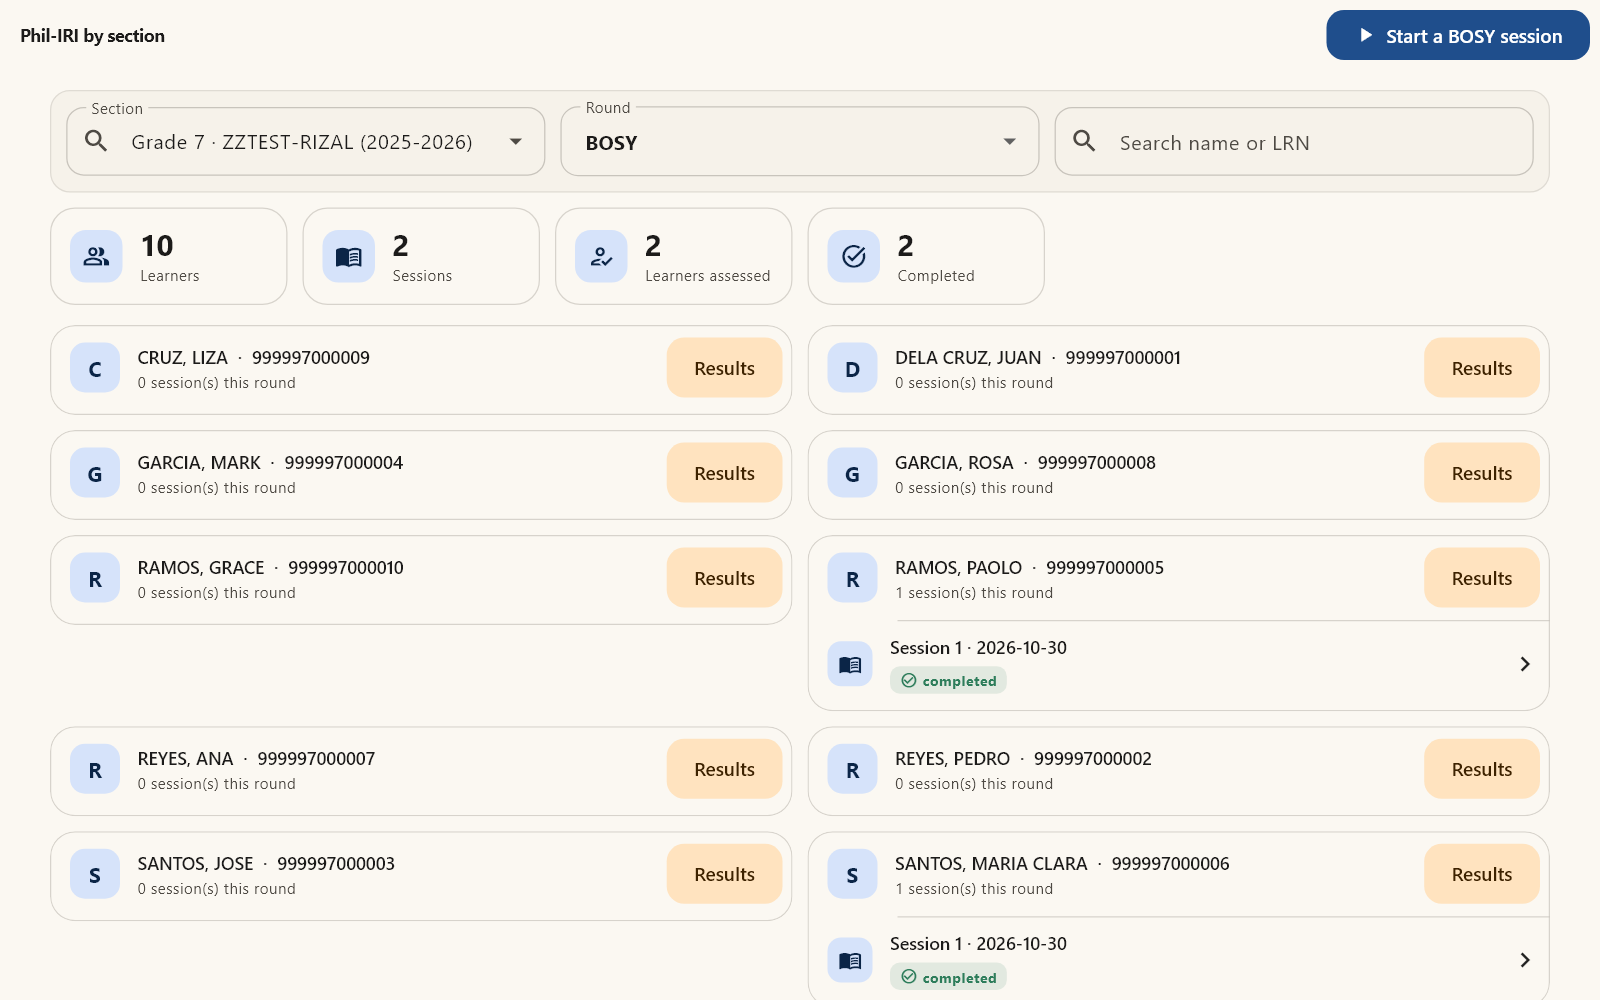 Phil-IRI by section
Start a BOSY session
Section
Grade 7 · ZZTEST-RIZAL (2025-2026)
Round
BOSY
Search name or LRN
10
Learners
2
Sessions
2
Learners assessed
2
Completed
C
CRUZ, LIZA · 999997000009
0 session(s) this round
Results
D
DELA CRUZ, JUAN · 999997000001
0 session(s) this round
Results
G
GARCIA, MARK · 999997000004
0 session(s) this round
Results
G
GARCIA, ROSA · 999997000008
0 session(s) this round
Results
R
RAMOS, GRACE · 999997000010
0 session(s) this round
Results
R
RAMOS, PAOLO · 999997000005
1 session(s) this round
Results
Session 1 · 2026-10-30
completed
R
REYES, ANA · 999997000007
0 session(s) this round
Results
R
REYES, PEDRO · 999997000002
0 session(s) this round
Results
S
SANTOS, JOSE · 999997000003
0 session(s) this round
Results
S
SANTOS, MARIA CLARA · 999997000006
1 session(s) this round
Results
Session 1 · 2026-10-30
completed